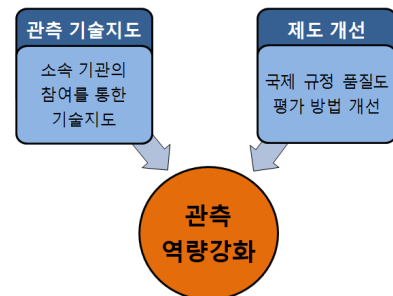 관측 기술지도
소속 기관의
참여를 통한
기술지도
제도 개선
국제 규정 품질도
평가 방법 개선
관측
역량강화